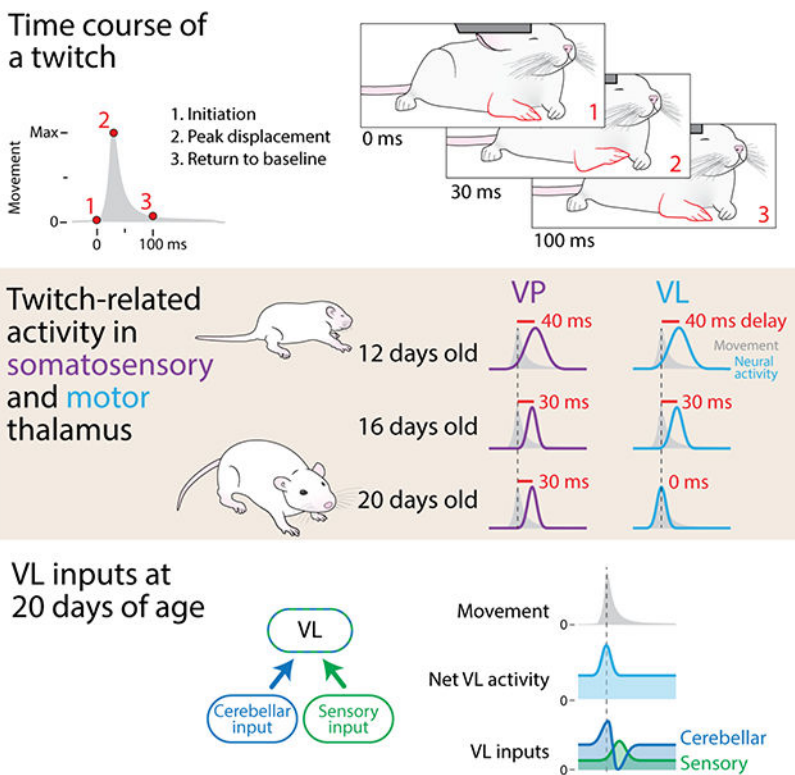 Time course of
a twitch
Max
2
1
3
Movement
0
0
100 ms
1. Initiation
2. Peak displacement
3. Return to baseline
1
0 ms
2
30 ms
3
100 ms
Twitch-related
activity in
somatosensory
and motor
thalamus
VP
VL
12 days old
40 ms
40 ms delay
Movement
Neural
activity
16 days old
30 ms
30 ms
20 days old
30 ms
0 ms
VL inputs at
20 days of age
VL
Cerebellar
input
Sensory
input
Movement
0
Net VL activity
0
VL inputs
0
Cerebellar
Sensory